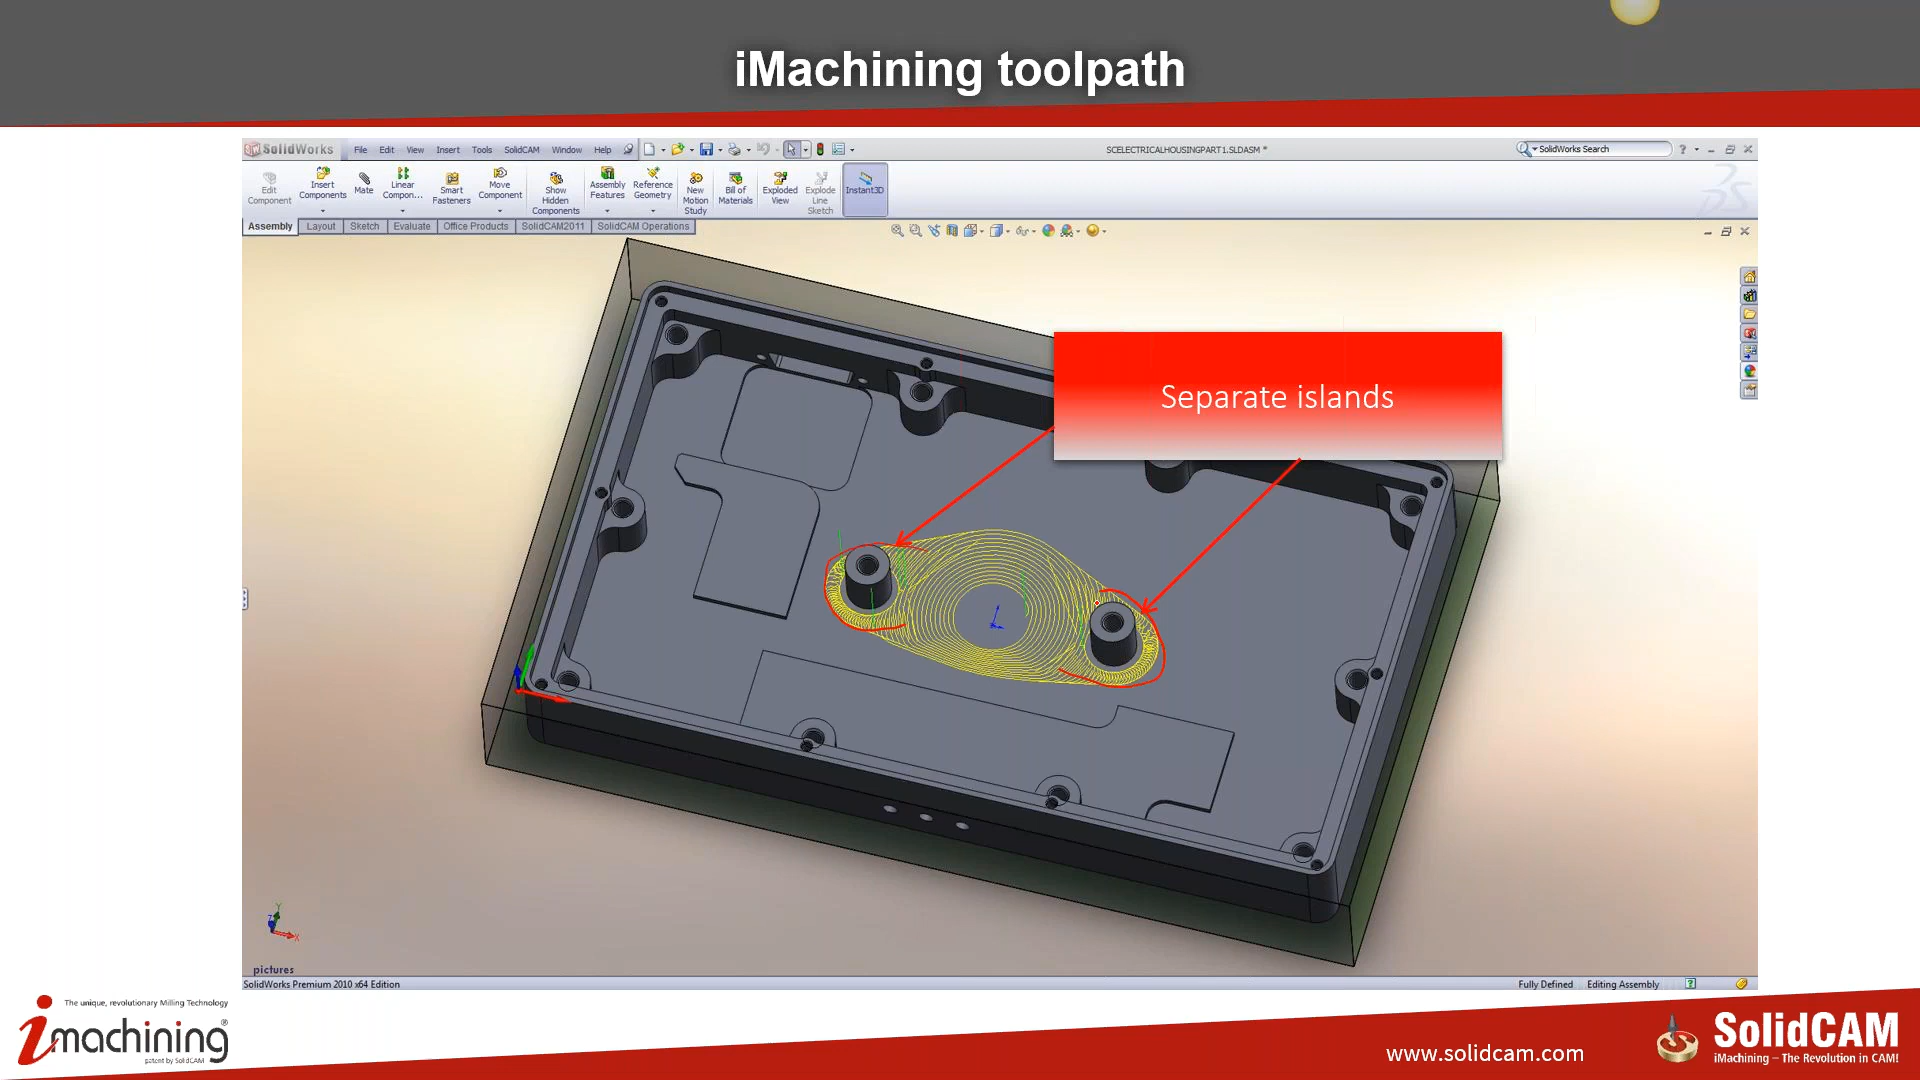 iMachining toolpath
SolidWorks File Edit View Insert Tools SolidCAM Window Help SCELECTRICALHOUSINGPART1.SLDASM * SolidWorks Search ?
Edit Component
Insert Components
Mate
Linear Compon...
Smart Fasteners
Move Component
Show Hidden Components
Assembly Features
Reference Geometry
New Motion Study
Bill of Materials
Exploded View
Explode Line Sketch
Instant3D
Assembly Layout Sketch Evaluate Office Products SolidCAM2011 SolidCAM Operations
Separate islands
Y
Z
X
pictures
SolidWorks Premium 2010 x64 Edition Fully Defined Editing Assembly ?
The unique, revolutionary Milling Technology
imachining®
patent by SolidCAM
www.solidcam.com
SolidCAM
iMachining – The Revolution in CAM!